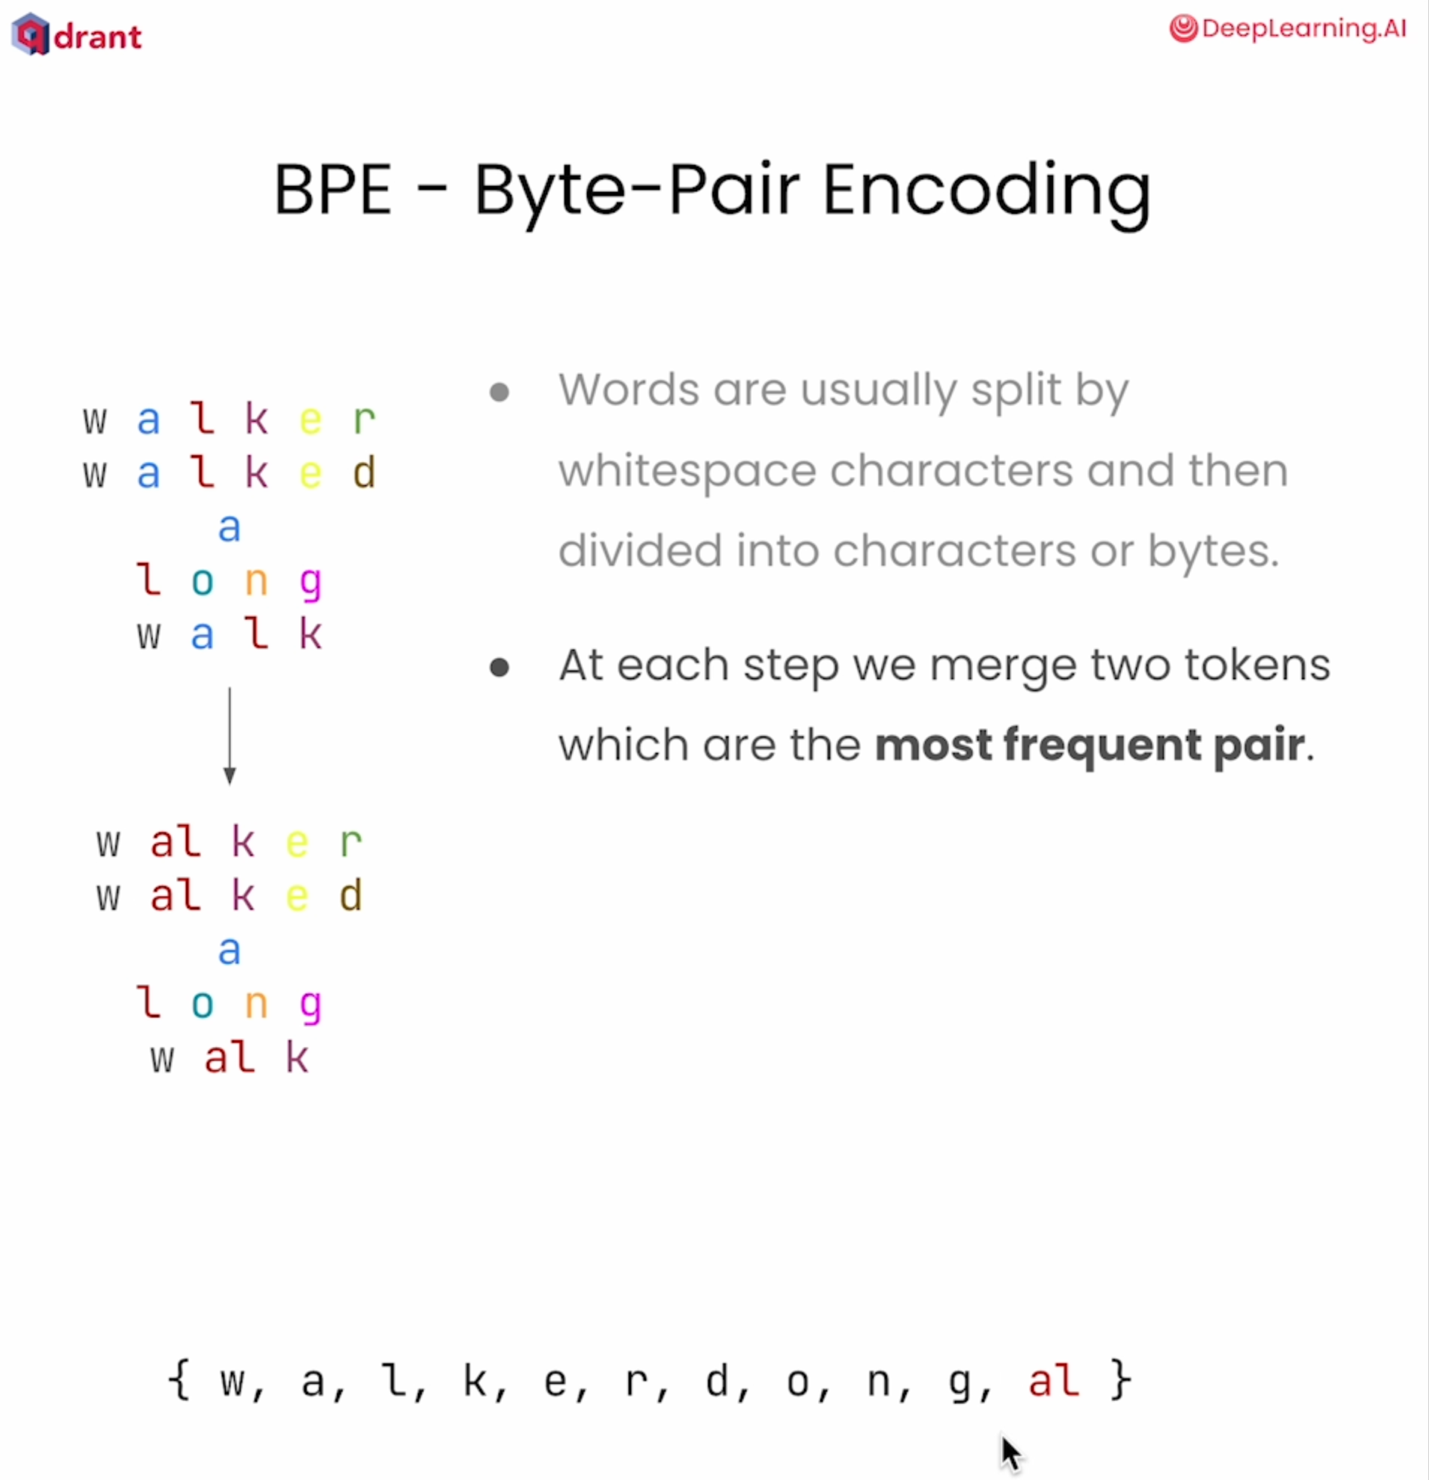 qdrant
DeepLearning.AI
BPE - Byte-Pair Encoding
w a l k e r
w a l k e d
a
l o n g
w a l k
w al k e r
w al k e d
a
l o n g
w al k
● Words are usually split by
whitespace characters and then
divided into characters or bytes.
● At each step we merge two tokens
which are the most frequent pair.
{ w, a, l, k, e, r, d, o, n, g, al }